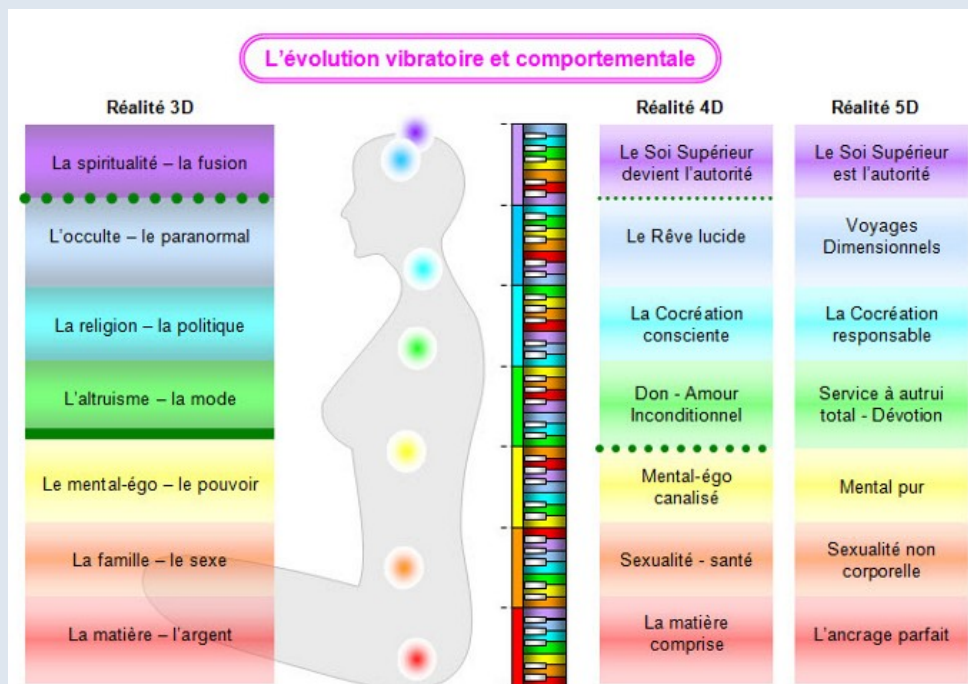 L'évolution vibratoire et comportementale
Réalité 3D
La spiritualité – la fusion
L'occulte – le paranormal
La religion – la politique
L'altruisme – la mode
Le mental-égo – le pouvoir
La famille – le sexe
La matière – l'argent
Réalité 4D
Le Soi Supérieur
devient l'autorité
Le Rêve lucide
La Cocréation
consciente
Don - Amour
Inconditionnel
Mental-égo
canalisé
Sexualité - santé
La matière
comprise
Réalité 5D
Le Soi Supérieur
est l'autorité
Voyages
Dimensionnels
La Cocréation
responsable
Service à autrui
total - Dévotion
Mental pur
Sexualité non
corporelle
L'ancrage parfait